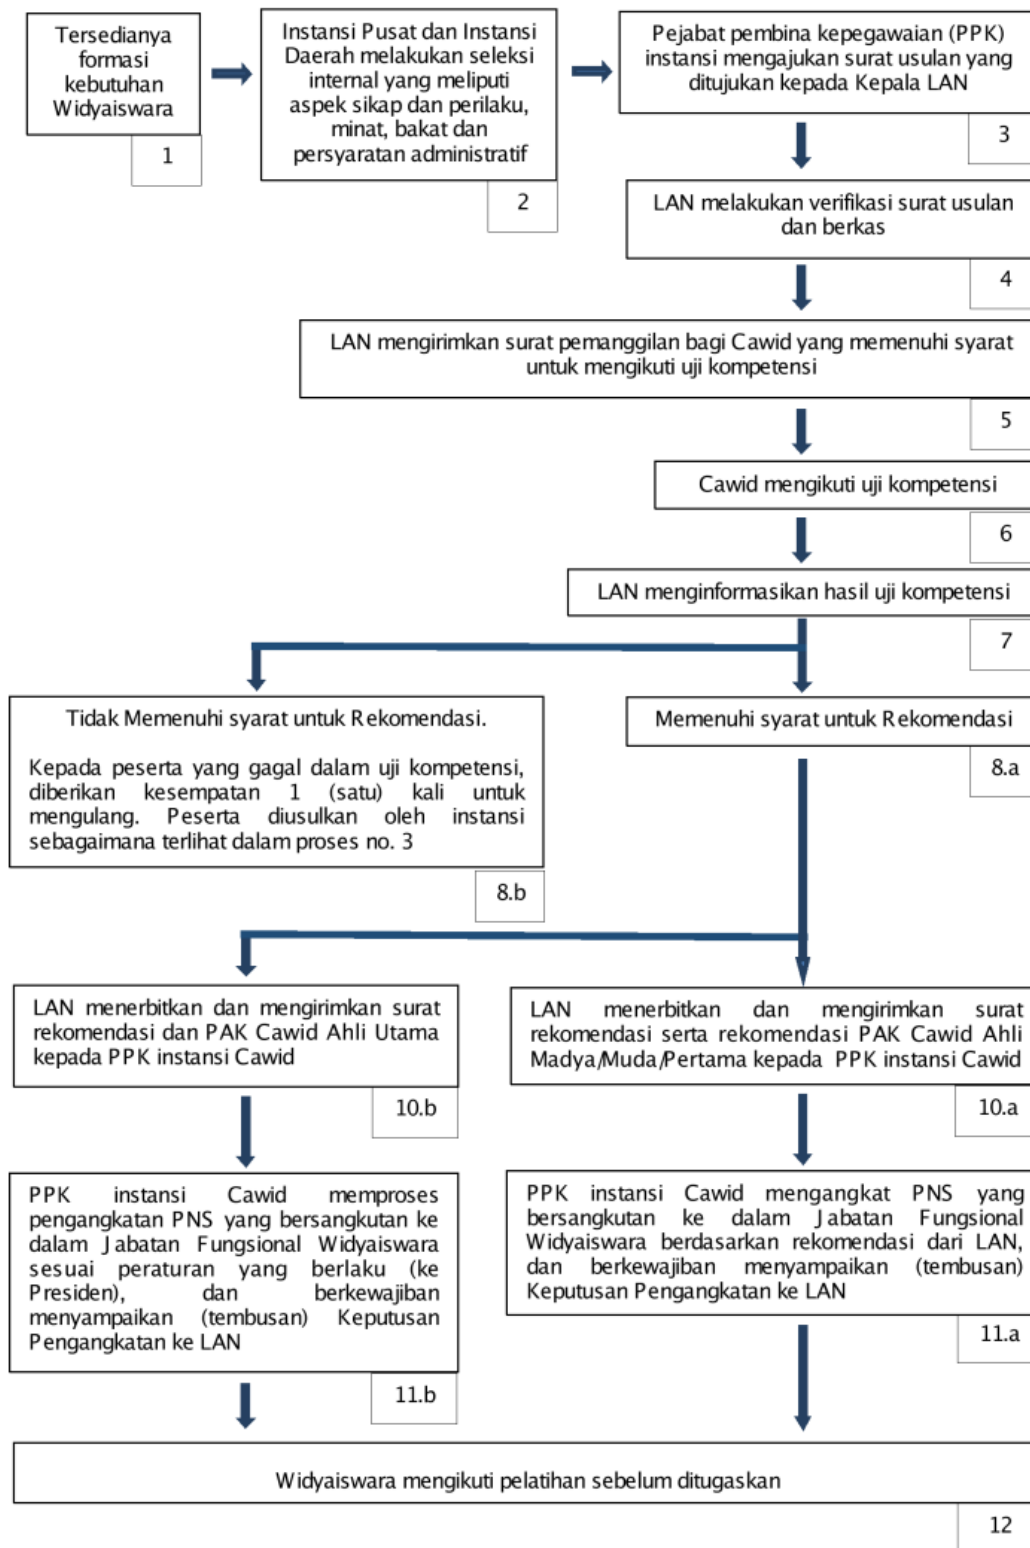 Tersedianya
formasi
kebutuhan
Widyaiswara
1
Instansi Pusat dan Instansi
Daerah melakukan seleksi
internal yang meliputi
aspek sikap dan perilaku,
minat, bakat dan
persyaratan administratif
2
Pejabat pembina kepegawaian (PPK)
instansi mengajukan surat usulan yang
ditujukan kepada Kepala LAN
3
LAN melakukan verifikasi surat usulan
dan berkas
4
LAN mengirimkan surat pemanggilan bagi Cawid yang memenuhi syarat
untuk mengikuti uji kompetensi
5
Cawid mengikuti uji kompetensi
6
LAN menginformasikan hasil uji kompetensi
7
Tidak Memenuhi syarat untuk Rekomendasi.
Kepada peserta yang gagal dalam uji kompetensi,
diberikan kesempatan 1 (satu) kali untuk
mengulang. Peserta diusulkan oleh instansi
sebagaimana terlihat dalam proses no. 3
8.b
Memenuhi syarat untuk Rekomendasi
8.a
LAN menerbitkan dan mengirimkan surat
rekomendasi dan PAK Cawid Ahli Utama
kepada PPK instansi Cawid
10.b
LAN menerbitkan dan mengirimkan surat
rekomendasi serta rekomendasi PAK Cawid Ahli
Madya/Muda/Pertama kepada PPK instansi Cawid
10.a
PPK instansi Cawid memproses
pengangkatan PNS yang bersangkutan ke
dalam Jabatan Fungsional Widyaiswara
sesuai peraturan yang berlaku (ke
Presiden), dan berkewajiban
menyampaikan (tembusan) Keputusan
Pengangkatan ke LAN
11.b
PPK instansi Cawid mengangkat PNS yang
bersangkutan ke dalam Jabatan Fungsional
Widyaiswara berdasarkan rekomendasi dari LAN,
dan berkewajiban menyampaikan (tembusan)
Keputusan Pengangkatan ke LAN
11.a
Widyaiswara mengikuti pelatihan sebelum ditugaskan
12